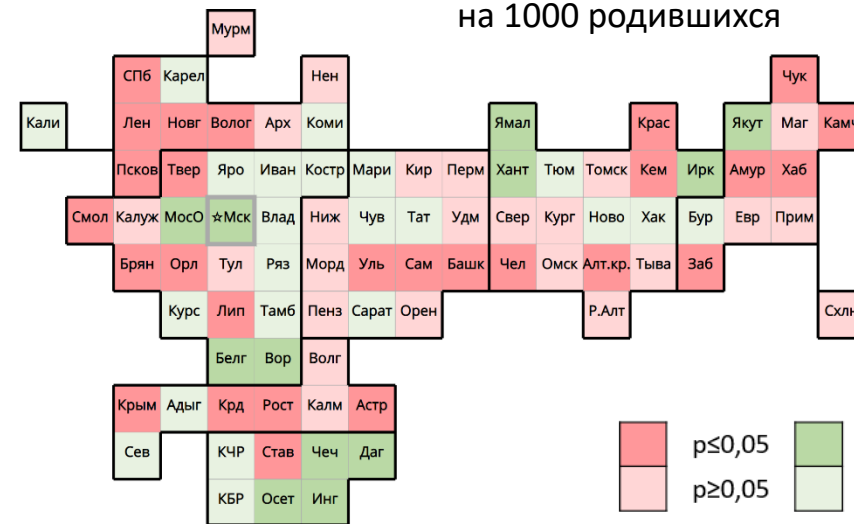 на 1000 родившихся
Мурм
СПб Карел Нен Чук
Кали Лен Новг Волог Арх Коми Ямал Крас Якут Маг Камч
Псков Твер Яро Иван Костр Мари Кир Перм Хант Тюм Томск Кем Ирк Амур Хаб
Смол Калуж МосО ☆Мск Влад Ниж Чув Тат Удм Свер Кург Ново Хак Бур Евр Прим
Брян Орл Тул Ряз Морд Уль Сам Башк Чел Омск Алт.кр. Тыва Заб
Курс Лип Тамб Пенз Сарат Орен Р.Алт Схлн
Белг Вор Волг
Крым Адыг Крд Рост Калм Астр
Сев КЧР Став Чеч Даг
КБР Осет Инг
p≤0,05
p≥0,05